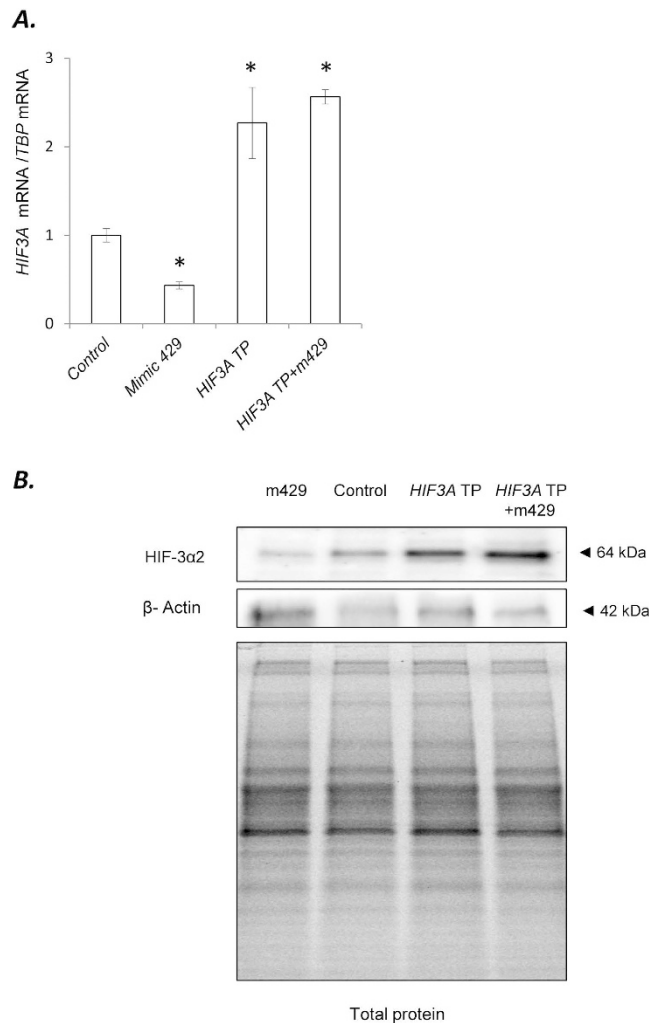 A.
3
2
1
0
HIF3A mRNA /TBP mRNA
*
*
*
Control
Mimic 429
HIF3A TP
HIF3A TP+m429
B.
m429 Control HIF3A TP HIF3A TP
+m429
HIF-3α2
◄ 64 kDa
β- Actin
◄ 42 kDa
Total protein